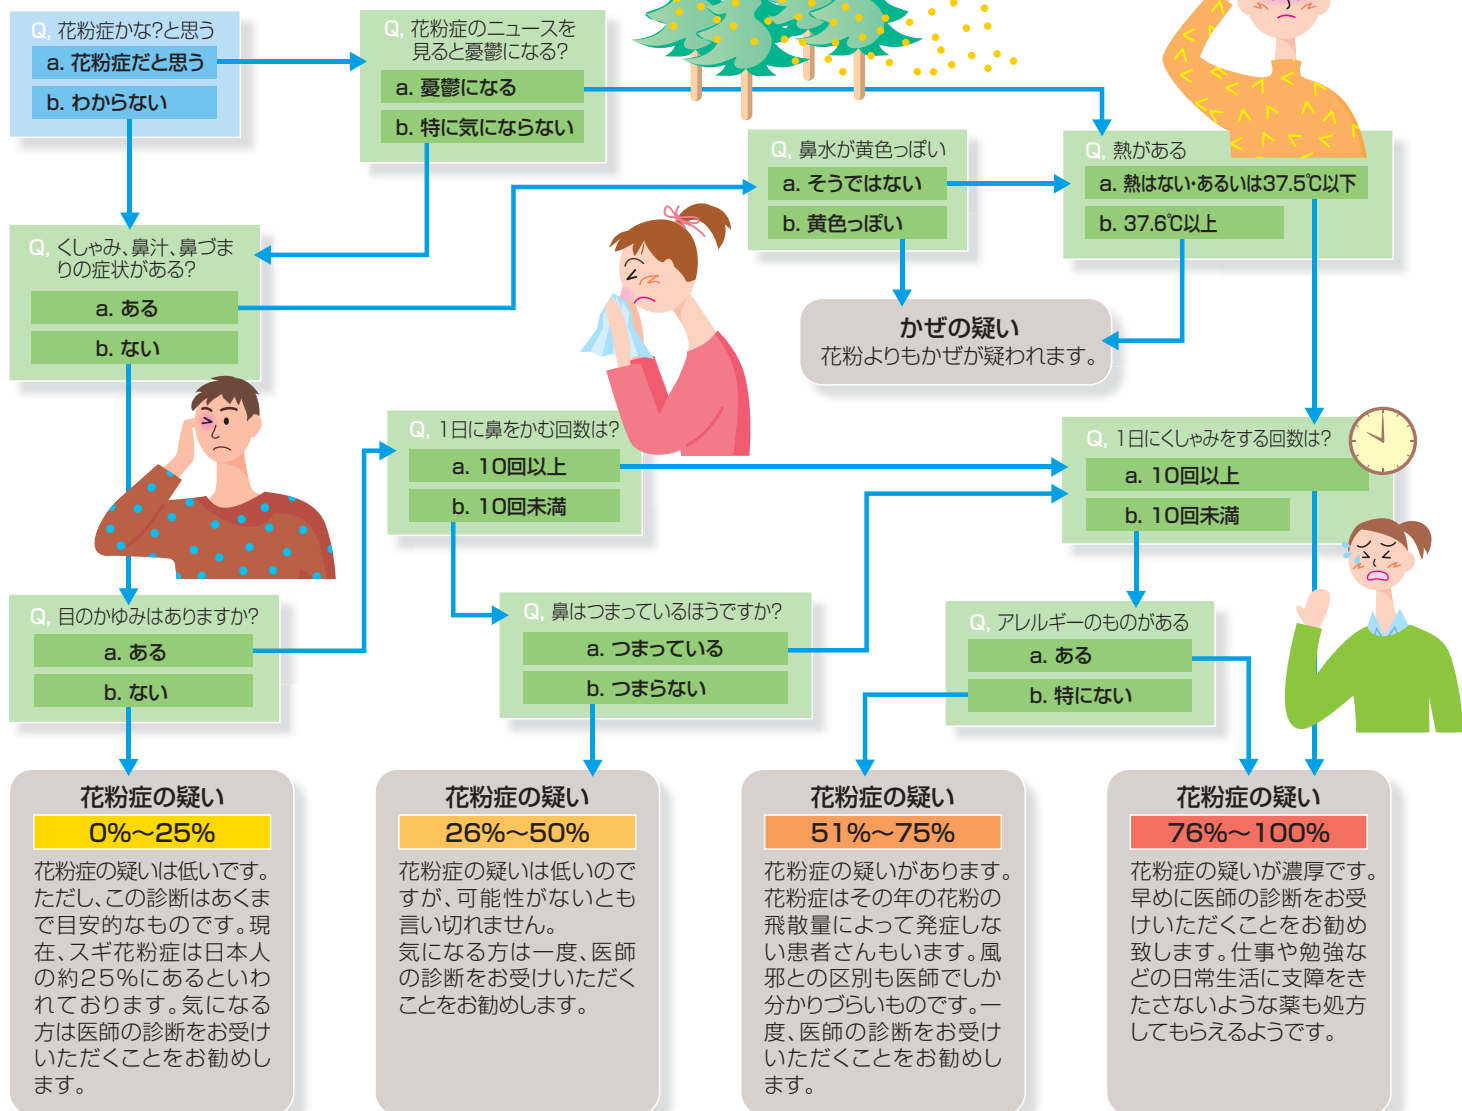 Q, 花粉症かな?と思う
a. 花粉症だと思う
b. わからない
Q, 花粉症のニュースを
見ると憂鬱になる?
a. 憂鬱になる
b. 特に気にならない
Q, 鼻水が黄色っぽい
a. そうではない
b. 黄色っぽい
Q, 熱がある
a. 熱はない・あるいは37.5℃以下
b. 37.6℃以上
Q, くしゃみ、鼻汁、鼻づま
りの症状がある?
a. ある
b. ない
かぜの疑い
花粉よりもかぜが疑われます。
Q, 1日に鼻をかむ回数は?
a. 10回以上
b. 10回未満
Q, 1日にくしゃみをする回数は?
a. 10回以上
b. 10回未満
Q, 目のかゆみはありますか?
a. ある
b. ない
Q, 鼻はつまっているほうですか?
a. つまっている
b. つまらない
Q, アレルギーのものがある
a. ある
b. 特にない
花粉症の疑い
0%〜25%
花粉症の疑いは低いです。
ただし、この診断はあくま
で目安的なものです。現
在、スギ花粉症は日本人
の約25%にあるといわ
れております。気になる
方は医師の診断をお受け
いただくことをお勧めし
ます。
花粉症の疑い
26%〜50%
花粉症の疑いは低いので
すが、可能性がないとも
言い切れません。
気になる方は一度、医師
の診断をお受けいただく
ことをお勧めします。
花粉症の疑い
51%〜75%
花粉症の疑いがあります。
花粉症はその年の花粉の
飛散量によって発症しな
い患者さんもいます。風
邪との区別も医師でしか
分かりづらいものです。一
度、医師の診断をお受け
いただくことをお勧めし
ます。
花粉症の疑い
76%〜100%
花粉症の疑いが濃厚です。
早めに医師の診断をお受
けいただくことをお勧め
致します。仕事や勉強な
どの日常生活に支障をき
たさないような薬も処方
してもらえるようです。